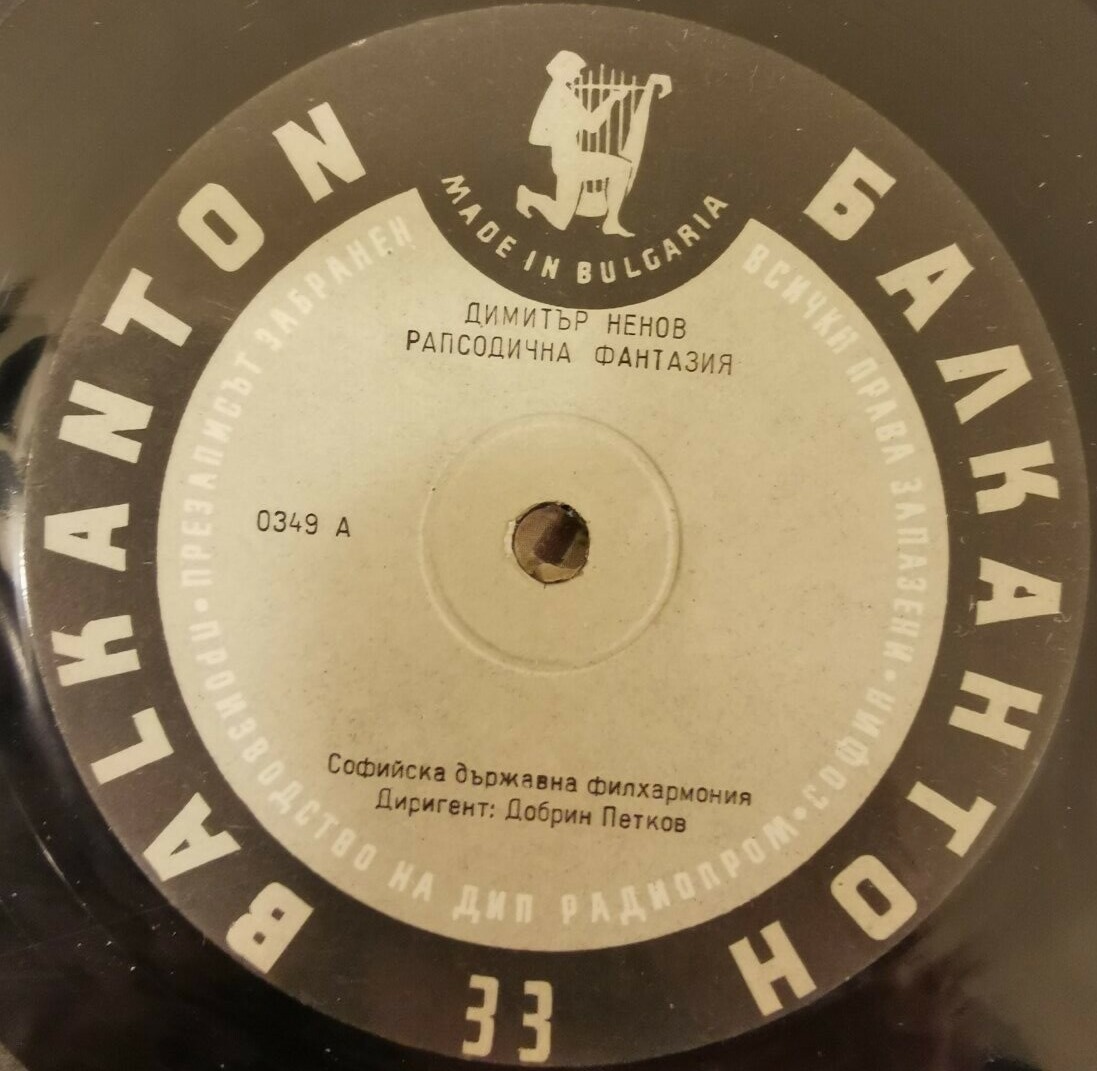 BALKANTON
БАЛКАНТОН
MADE IN BULGARIA
ДИМИТЪР НЕНОВ
РАПСОДИЧНА ФАНТАЗИЯ
0349 А
Софийска държавна филхармония
Диригент: Добрин Петков
ВСИЧКИ ПРАВА ЗАПАЗЕНИ • СОФИЯ • ПРОИЗВОДСТВО НА ДИП РАДИОПРОМ • ПРЕЗАПИСЪТ ЗАБРАНЕН
33